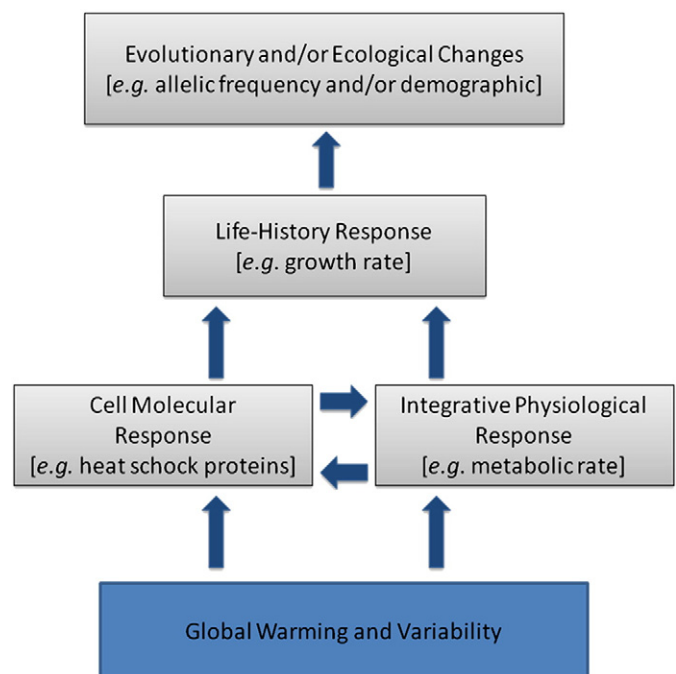 Evolutionary and/or Ecological Changes
[e.g. allelic frequency and/or demographic]
Life-History Response
[e.g. growth rate]
Cell Molecular
Response
[e.g. heat schock proteins]
Integrative Physiological
Response
[e.g. metabolic rate]
Global Warming and Variability